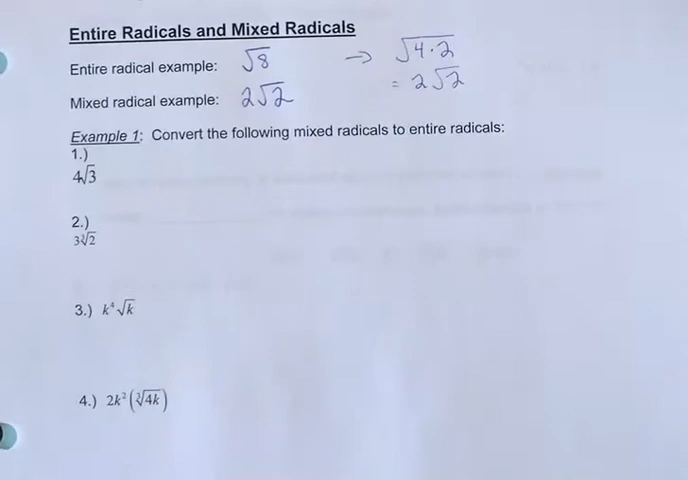 Entire Radicals and Mixed Radicals
Entire radical example: √8 → √4·2
= 2√2
Mixed radical example: 2√2
Example 1: Convert the following mixed radicals to entire radicals:
1.)
4√3
2.)
3∛2
3.) k⁴√k
4.) 2k²(∛4k)